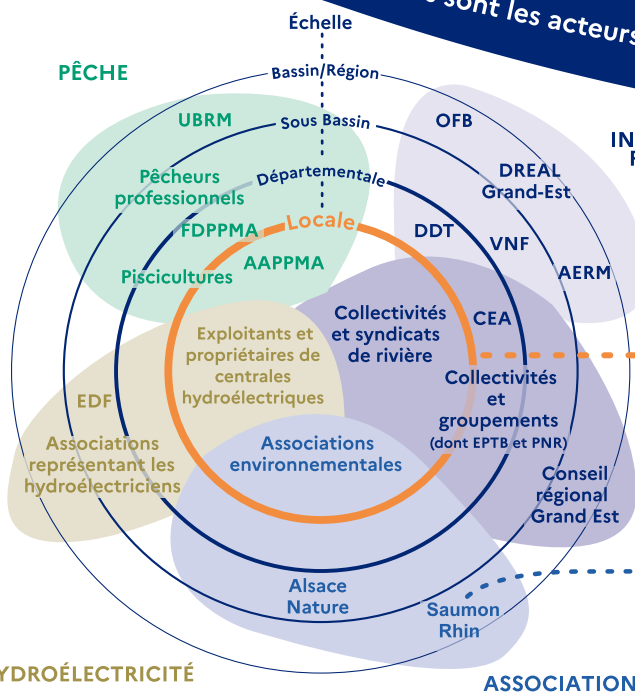 sont les acteurs
Échelle
PÊCHE
Bassin/Région
UBRM
Sous Bassin
OFB
IN
Pêcheurs
professionnels
Départementale
DREAL
Grand-Est
FDPPMA
Locale
DDT
VNF
Piscicultures
AAPPMA
AERM
Exploitants et
propriétaires de
centrales
hydroélectriques
Collectivités
et syndicats
de rivière
CEA
Collectivités
et
groupements
(dont EPTB et PNR)
EDF
Associations
représentant les
hydroélectriciens
Associations
environnementales
Conseil
régional
Grand Est
Alsace
Nature
Saumon
Rhin
YDROÉLECTRICITÉ
ASSOCIATION